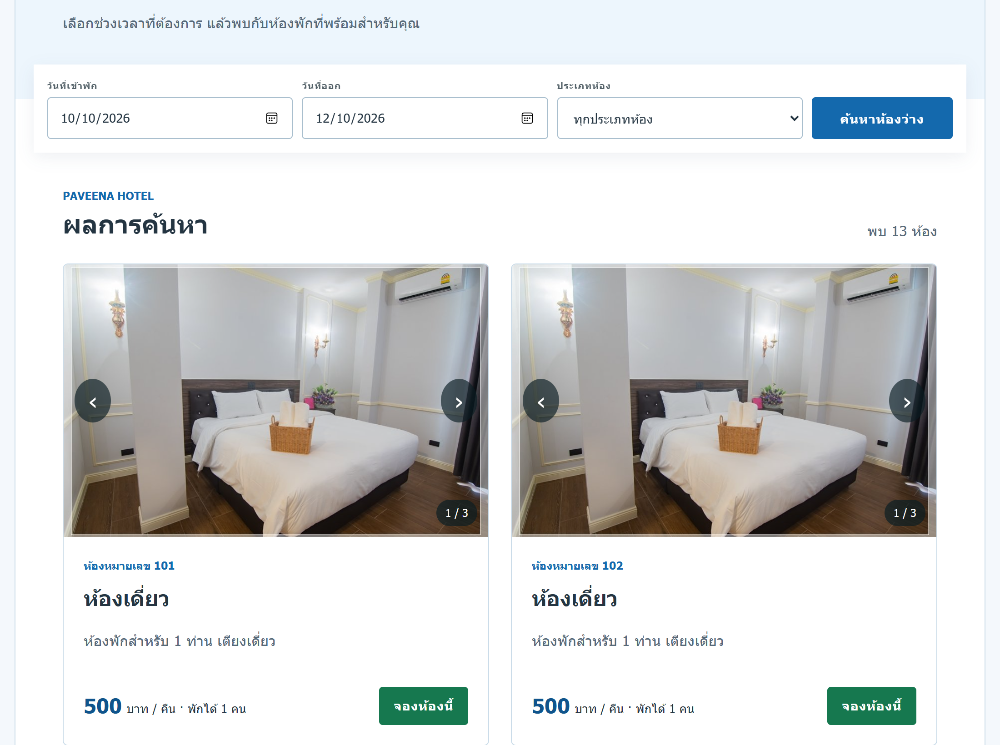 เลือกช่วงเวลาที่ต้องการ แล้วพบกับห้องพักที่พร้อมสำหรับคุณ
วันที่เข้าพัก
วันที่ออก
ประเภทห้อง
10/10/2026
12/10/2026
ทุกประเภทห้อง
ค้นหาห้องว่าง
PAVEENA HOTEL
ผลการค้นหา
พบ 13 ห้อง
1 / 3
1 / 3
ห้องหมายเลข 101
ห้องเดี่ยว
ห้องพักสำหรับ 1 ท่าน เตียงเดี่ยว
500 บาท / คืน · พักได้ 1 คน
จองห้องนี้
ห้องหมายเลข 102
ห้องเดี่ยว
ห้องพักสำหรับ 1 ท่าน เตียงเดี่ยว
500 บาท / คืน · พักได้ 1 คน
จองห้องนี้